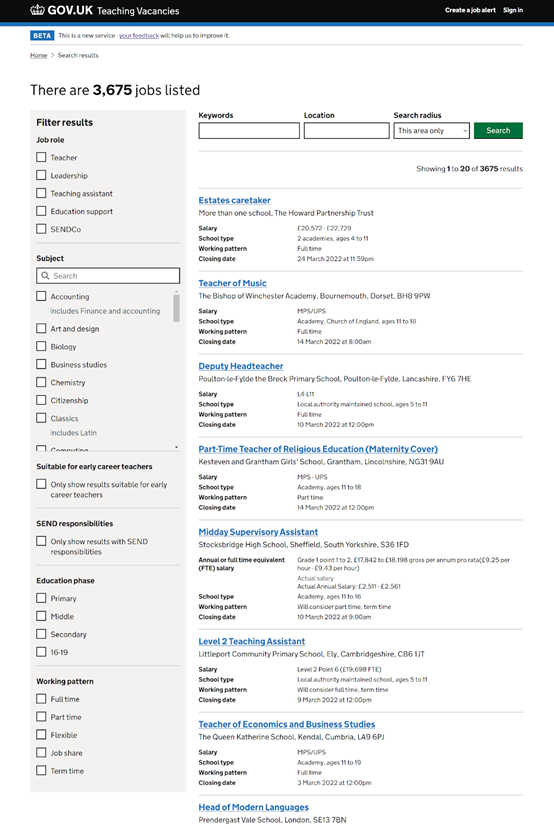 GOV.UK Teaching Vacancies
Create a job alert Sign in
BETA This is a new service - your feedback will help us to improve it.
Home > Search results
There are 3,675 jobs listed
Filter results
Job role
Teacher
Leadership
Teaching assistant
Education support
SENDCo
Subject
Search
Accounting
includes Finance and accounting
Art and design
Biology
Business studies
Chemistry
Citizenship
Classics
includes Latin
Computing
Suitable for early career teachers
Only show results suitable for early
career teachers
SEND responsibilities
Only show results with SEND
responsibilities
Education phase
Primary
Middle
Secondary
16-19
Working pattern
Full time
Part time
Flexible
Job share
Term time
Keywords Location Search radius
This area only Search
Showing 1 to 20 of 3675 results
Estates caretaker
More than one school, The Howard Partnership Trust
Salary £20,572 - £22,729
School type 2 academies, ages 4 to 11
Working pattern Full time
Closing date 24 March 2022 at 11:59pm
Teacher of Music
The Bishop of Winchester Academy, Bournemouth, Dorset, BH8 9PW
Salary MPS/UPS
School type Academy, Church of England, ages 11 to 18
Working pattern Full time
Closing date 14 March 2022 at 8:00am
Deputy Headteacher
Poulton-le-Fylde the Breck Primary School, Poulton-le-Fylde, Lancashire, FY6 7HE
Salary L4-L11
School type Local authority maintained school, ages 5 to 11
Working pattern Full time
Closing date 10 March 2022 at 12:00pm
Part-Time Teacher of Religious Education (Maternity Cover)
Kesteven and Grantham Girls' School, Grantham, Lincolnshire, NG31 9AU
Salary MPS - UPS
School type Academy, ages 11 to 18
Working pattern Part time
Closing date 14 March 2022 at 12:00pm
Midday Supervisory Assistant
Stocksbridge High School, Sheffield, South Yorkshire, S36 1FD
Annual or full time equivalent Grade 1 point 1 to 2, £17,842 to £18,198 gross per annum pro rata(£9.25 per
(FTE) salary hour - £9.43 per hour)
Actual salary
Actual Annual Salary: £2,511 - £2,561
School type Academy, ages 11 to 16
Working pattern Will consider part time, term time
Closing date 10 March 2022 at 9:00am
Level 2 Teaching Assistant
Littleport Community Primary School, Ely, Cambridgeshire, CB6 1JT
Salary Level 2 Point 6 (£19,698 FTE)
School type Local authority maintained school, ages 5 to 11
Working pattern Will consider full time, term time
Closing date 9 March 2022 at 12:00pm
Teacher of Economics and Business Studies
The Queen Katherine School, Kendal, Cumbria, LA9 6PJ
Salary MPS/UPS
School type Academy, ages 11 to 19
Working pattern Full time
Closing date 3 March 2022 at 12:00pm
Head of Modern Languages
Prendergast Vale School, London, SE13 7BN